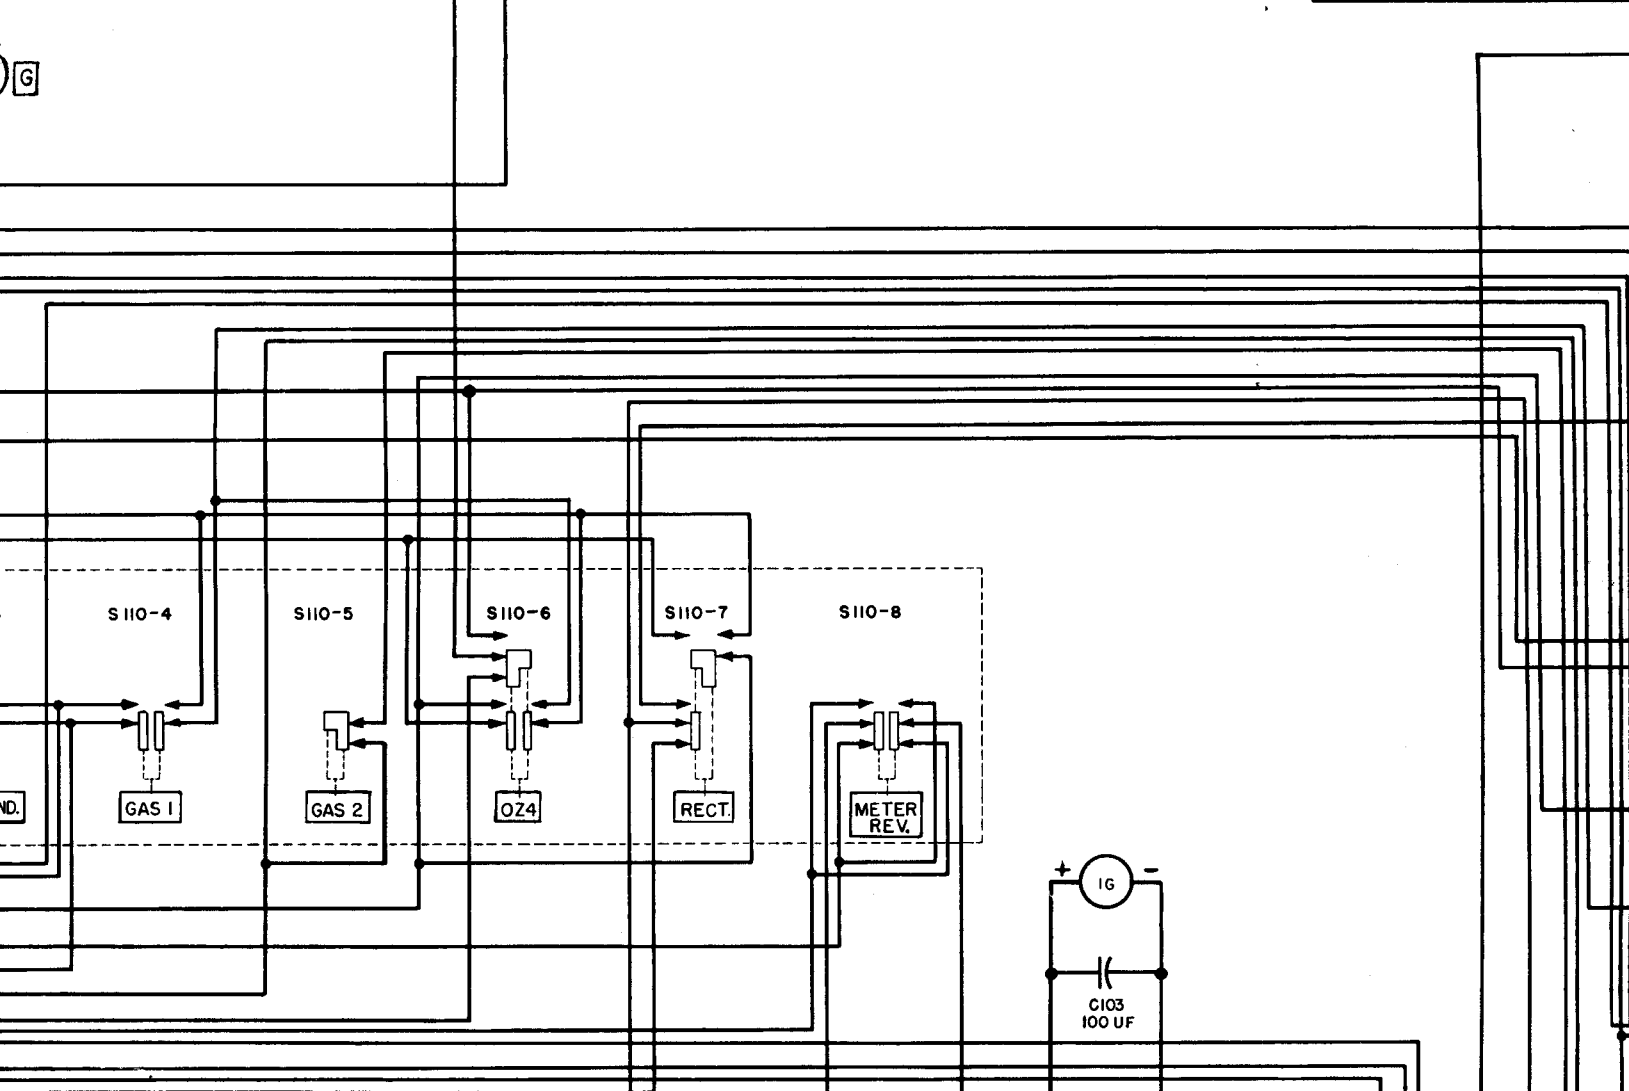 G
S110-4
S110-5
S110-6
S110-7
S110-8
ND.
GAS 1
GAS 2
OZ4
RECT.
METER
REV.
+
-
IG
C103
100 UF